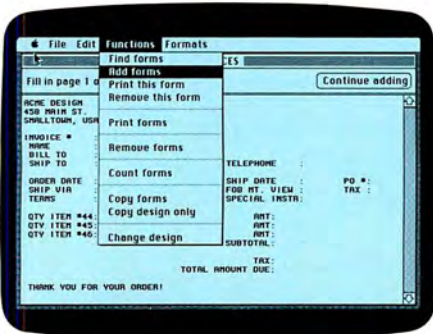 File Edit Functions Formats
Find forms
Add forms
Print this form
Remove this form
Print forms
Remove forms
Count forms
Copy forms
Copy design only
Change design
CES
Fill in page 1 o
Continue adding
ACME DESIGN
450 MAIN ST.
SMALLTOWN, USA
INVOICE # :
NAME :
BILL TO :
SHIP TO :
TELEPHONE :
ORDER DATE :
SHIP DATE :
PO #:
SHIP VIA :
FOB MT. VIEW :
TAX :
TERMS :
SPECIAL INSTR:
QTY ITEM #44:
AMT:
QTY ITEM #45:
AMT:
QTY ITEM #46:
AMT:
SUBTOTAL:
TAX:
TOTAL AMOUNT DUE:
THANK YOU FOR YOUR ORDER!